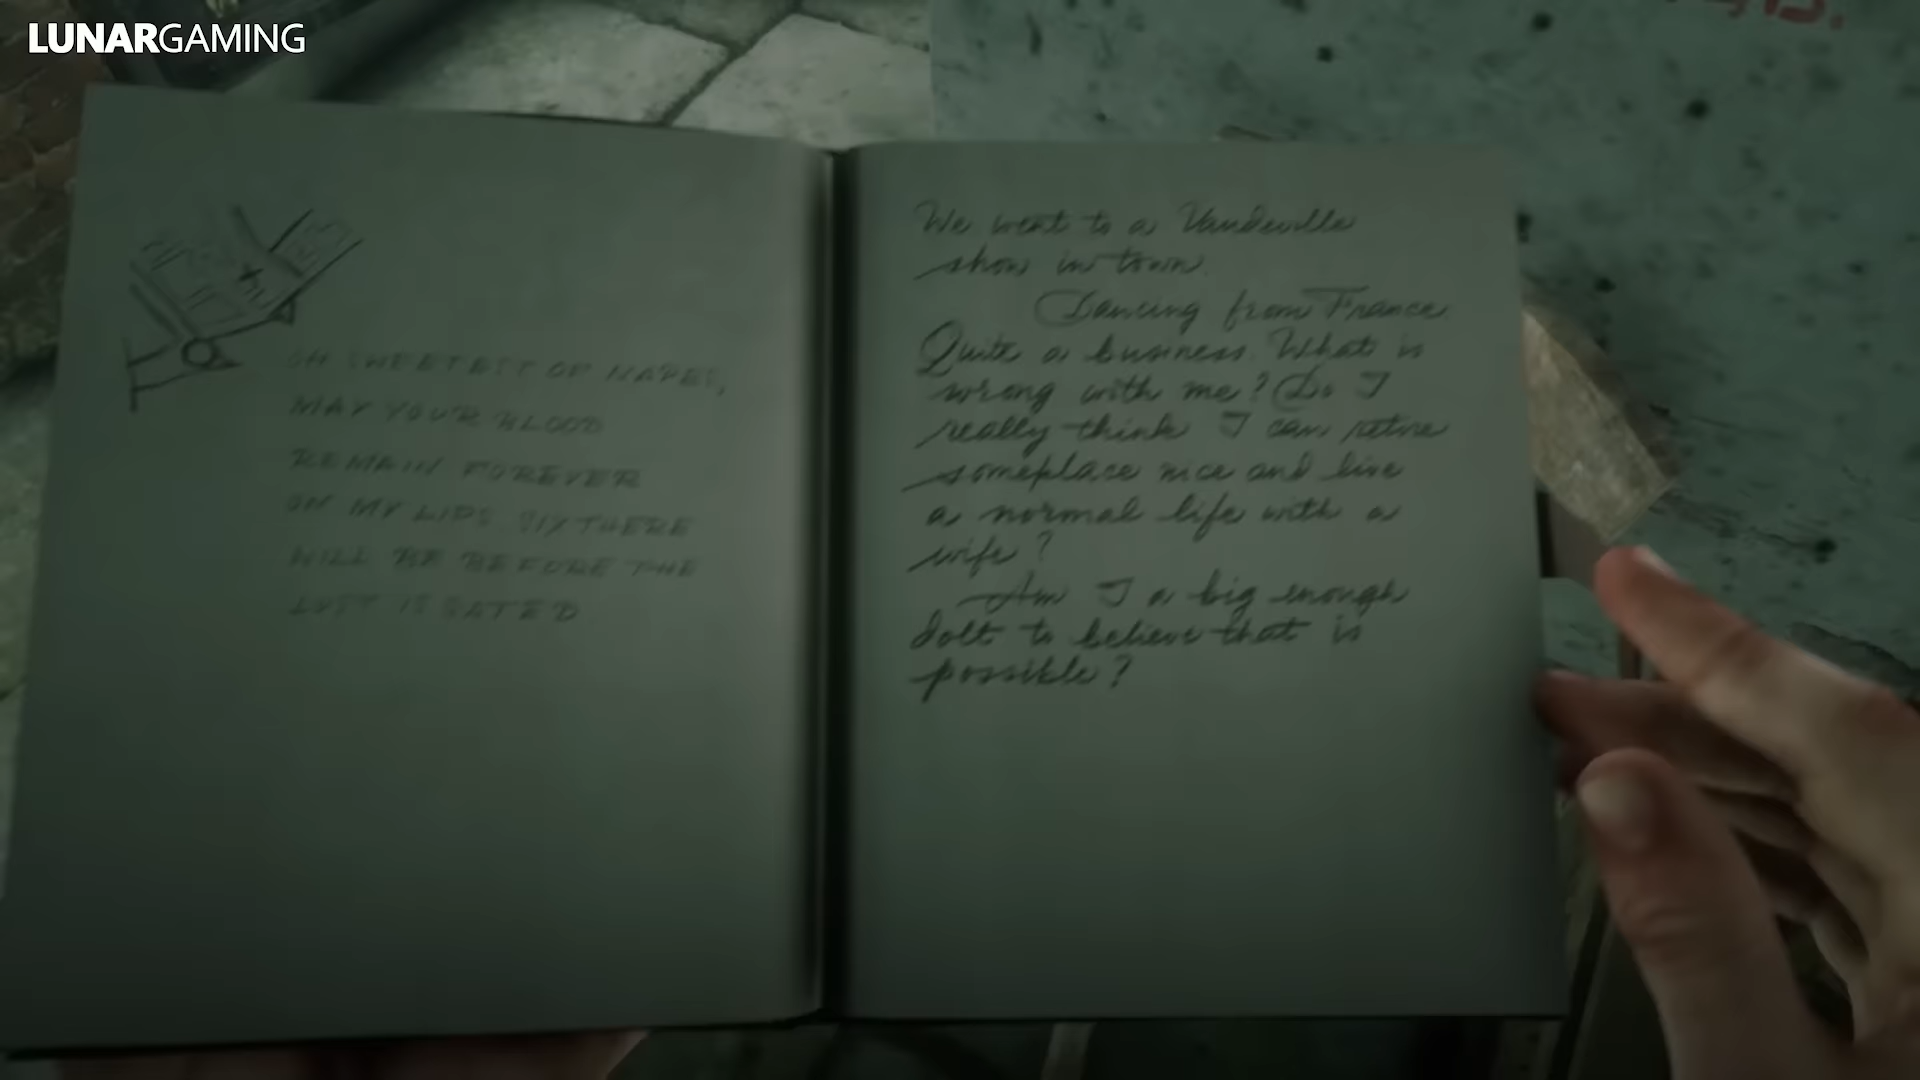 LUNARGAMING
OH SWEETEST OF NAPES,
MAY YOUR BLOOD
REMAIN FOREVER
ON MY LIPS. SIX THERE
WILL BE BEFORE THE
LUST IS SATED
We went to a Vaudeville
show in town.
Dancing from France
Quite a business. What is
wrong with me? Do I
really think I can retire
someplace nice and live
a normal life with a
wife?
Am I a big enough
dolt to believe that is
possible?